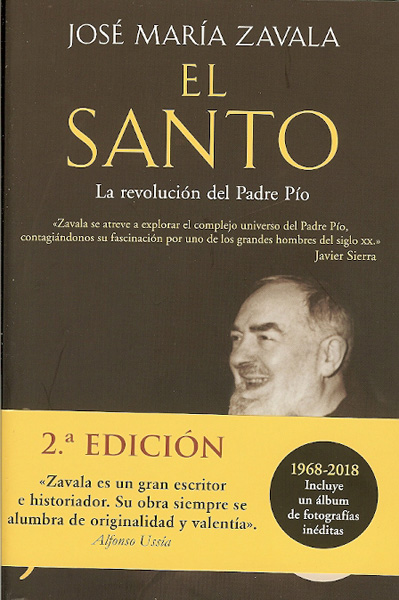 JOSÉ MARÍA ZAVALA
EL
SANTO
La revolución del Padre Pío
«Zavala se atreve a explorar el complejo universo del Padre Pío,
contagiándonos su fascinación por uno de los grandes hombres del siglo XX.»
Javier Sierra
2.ª EDICIÓN
«Zavala es un gran escritor
e historiador. Su obra siempre se
alumbra de originalidad y valentía».
Alfonso Ussía
1968-2018
Incluye
un álbum
de fotografías
inéditas